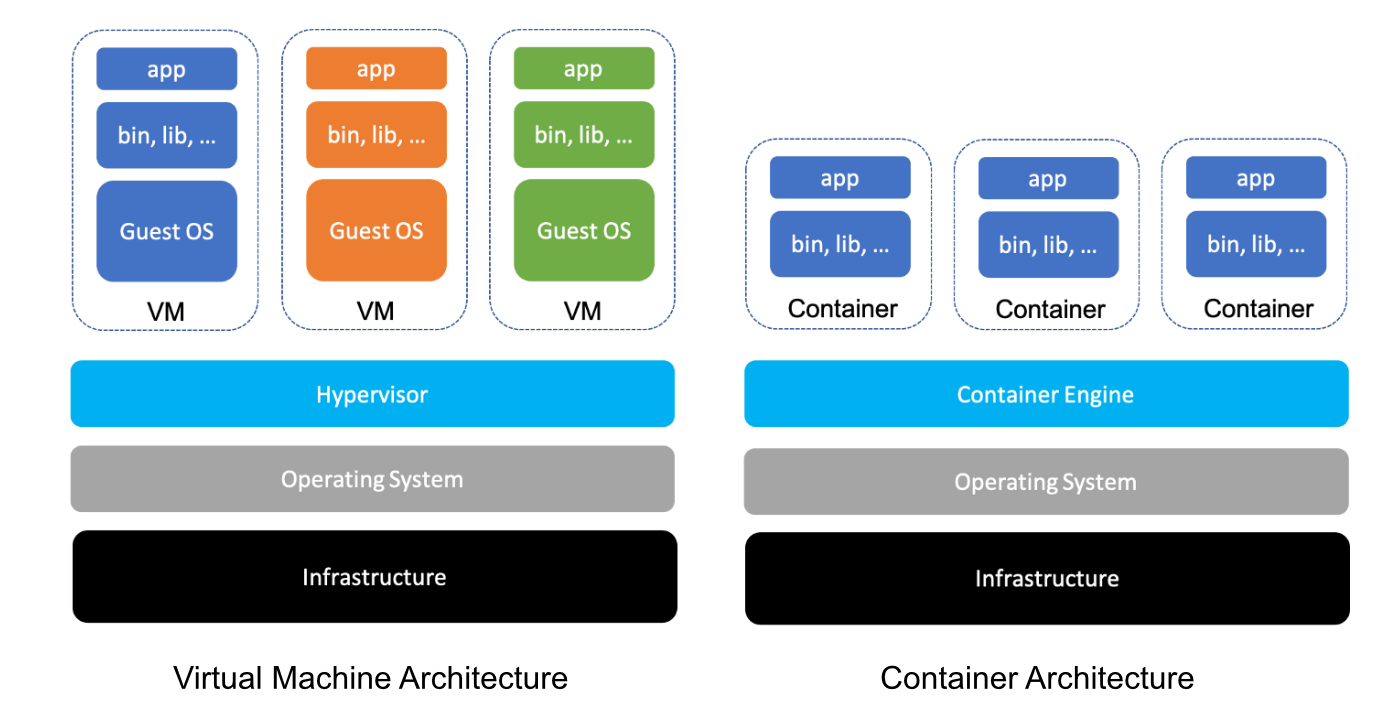 app
bin, lib, ...
Guest OS
VM
app
bin, lib, ...
Guest OS
VM
app
bin, lib, ...
Guest OS
VM
Hypervisor
Operating System
Infrastructure
Virtual Machine Architecture
app
bin, lib, ...
Container
app
bin, lib, ...
Container
app
bin, lib, ...
Container
Container Engine
Operating System
Infrastructure
Container Architecture